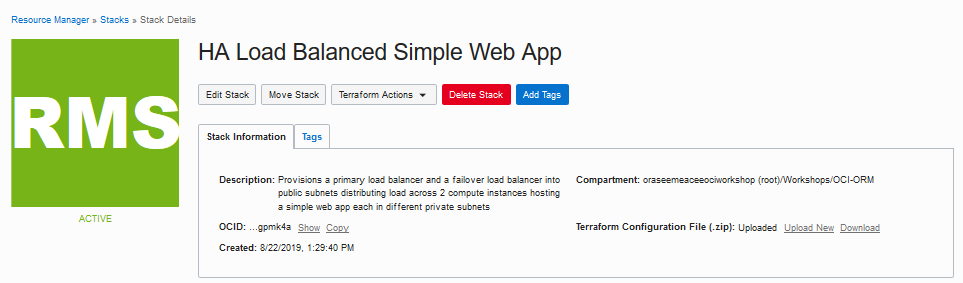 Resource Manager » Stacks » Stack Details
RMS
ACTIVE
HA Load Balanced Simple Web App
Edit Stack Move Stack Terraform Actions Delete Stack Add Tags
Stack Information Tags
Description: Provisions a primary load balancer and a failover load balancer into
public subnets distributing load across 2 compute instances hosting
a simple web app each in different private subnets
Compartment: oraseemeaceeociworkshop (root)/Workshops/OCI-ORM
OCID: ...gpmk4a Show Copy
Terraform Configuration File (.zip): Uploaded Upload New Download
Created: 8/22/2019, 1:29:40 PM